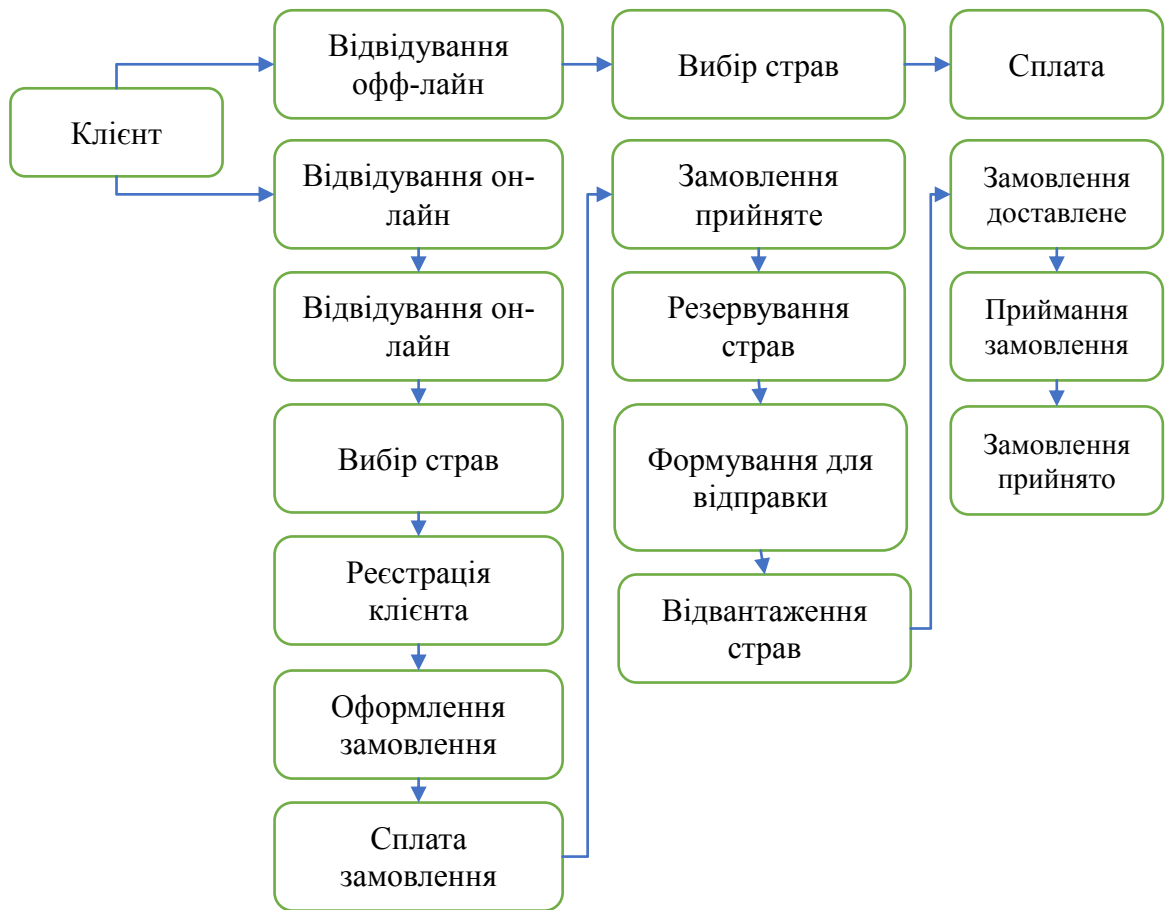 Клієнт
Відвідування
офф-лайн
Вибір страв
Сплата
Відвідування он-
лайн
Відвідування он-
лайн
Вибір страв
Реєстрація
клієнта
Оформлення
замовлення
Сплата
замовлення
Замовлення
прийняте
Резервування
страв
Формування для
відправки
Відвантаження
страв
Замовлення
доставлене
Приймання
замовлення
Замовлення
прийнято